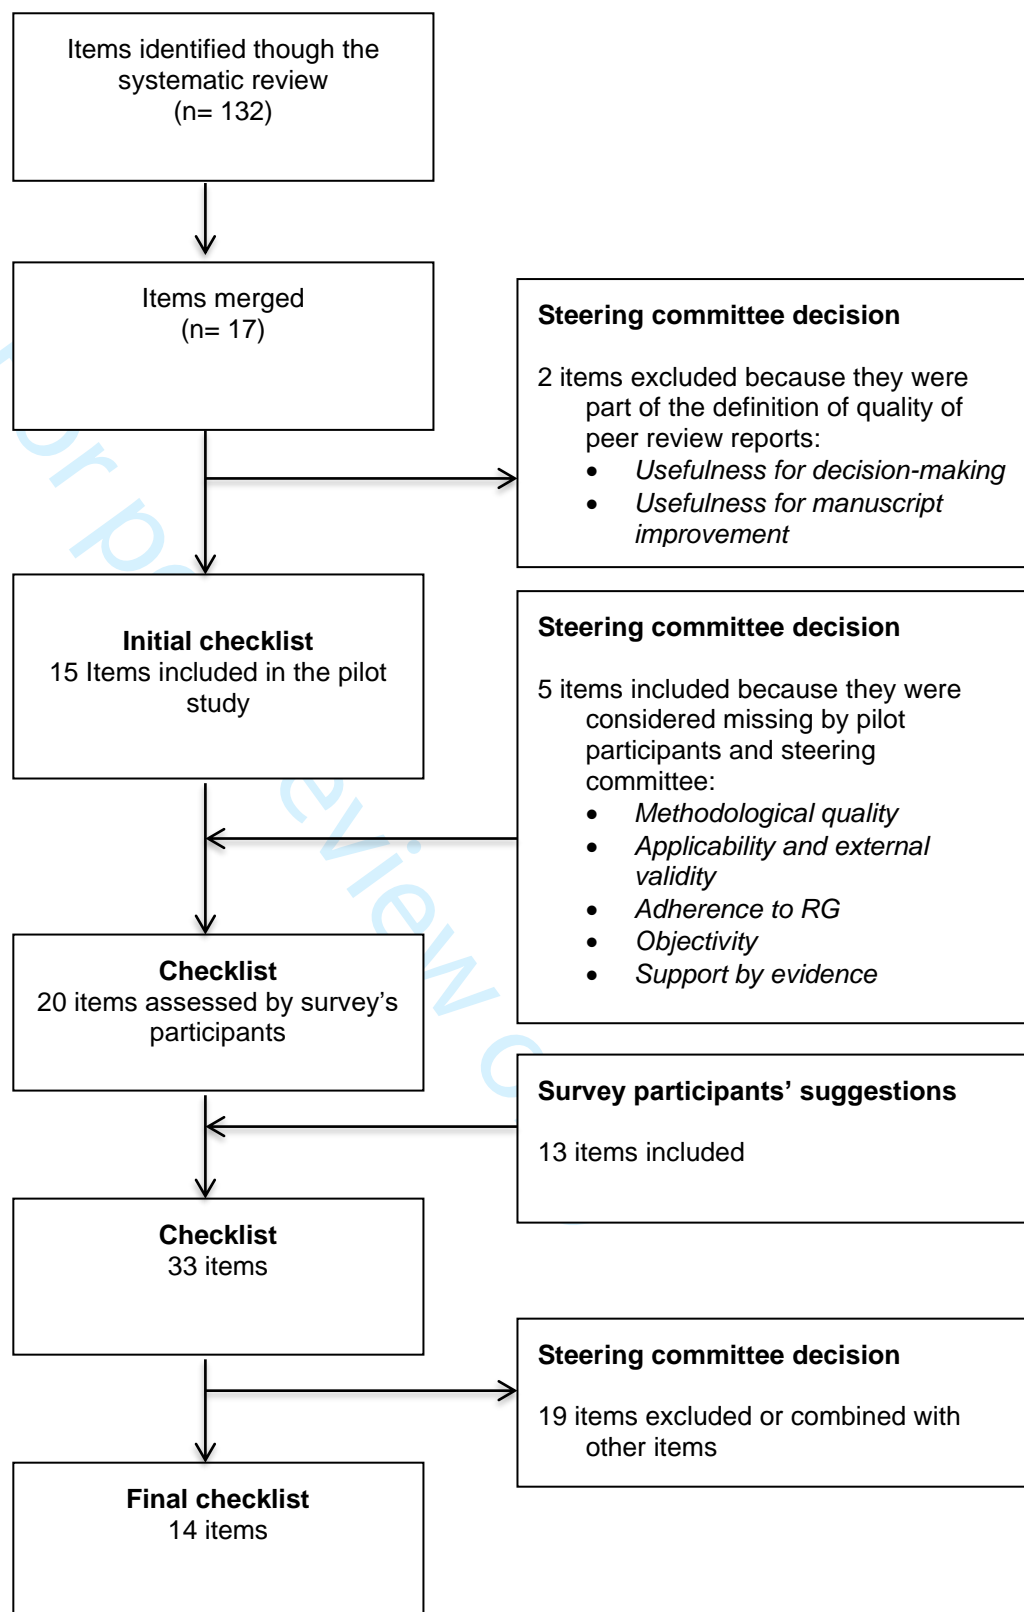 Items identified though the
systematic review
(n= 132)
Items merged
(n= 17)
Steering committee decision
2 items excluded because they were
part of the definition of quality of
peer review reports:
• Usefulness for decision-making
• Usefulness for manuscript
improvement
Initial checklist
15 Items included in the pilot
study
Steering committee decision
5 items included because they were
considered missing by pilot
participants and steering
committee:
• Methodological quality
• Applicability and external
validity
• Adherence to RG
• Objectivity
• Support by evidence
Checklist
20 items assessed by survey’s
participants
Survey participants’ suggestions
13 items included
Checklist
33 items
Steering committee decision
19 items excluded or combined with
other items
Final checklist
14 items